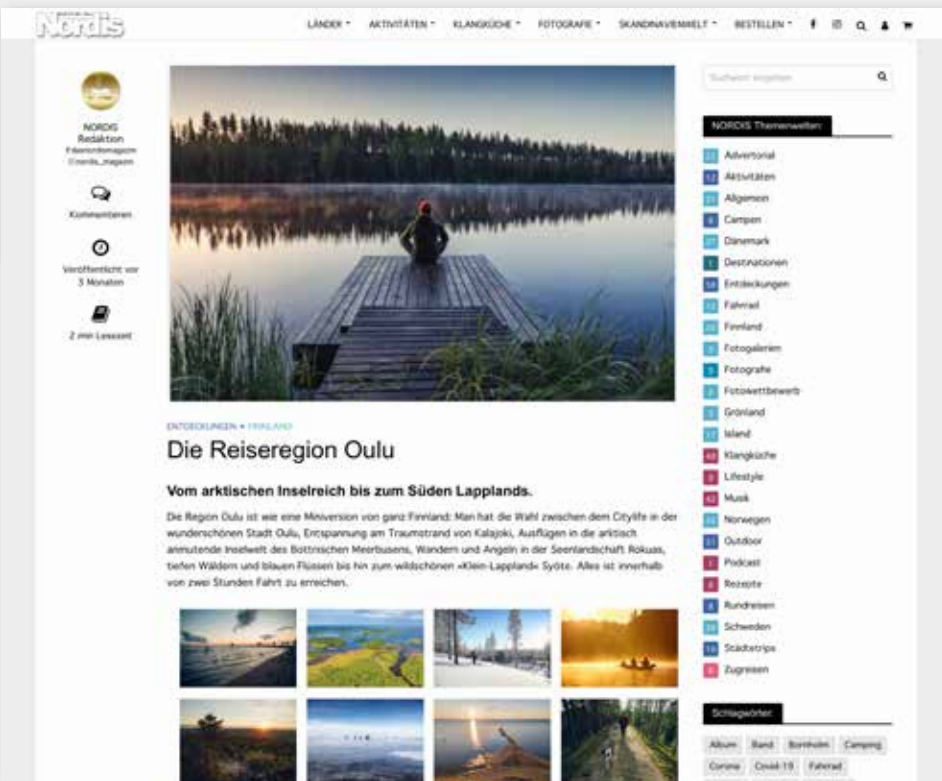 Nordis
LÄNDER AKTIVITÄTEN KLANGKÜCHE FOTOGRAFIE SKANDINAVIENWELT BESTELLEN
NORDIS
Redaktion
Kommentieren
Veröffentlicht vor
3 Monaten
2 min Lesezeit
ENTDECKUNGEN • FINNLAND
Die Reiseregion Oulu
Vom arktischen Inselreich bis zum Süden Lapplands.
Die Region Oulu ist wie eine Miniversion von ganz Finnland: Man hat die Wahl zwischen dem Citylife in der
wunderschönen Stadt Oulu, Entspannung am Traumstrand von Kalajoki, Ausflügen in die arktisch
anmutende Inselwelt des Bottnischen Meerbusens, Wandern und Angeln in der Seenlandschaft Rokuas,
tiefen Wäldern und blauen Flüssen bis hin zum wildschönen »Klein-Lappland« Syöte. Alles ist innerhalb
von zwei Stunden Fahrt zu erreichen.
Suchwort eingeben
NORDIS Themenwelten
Advertorial
Aktivitäten
Allgemein
Campen
Dänemark
Destinationen
Entdeckungen
Fahrrad
Finnland
Fotogalerien
Fotografie
Fotowettbewerb
Grönland
Island
Klangküche
Lifestyle
Musik
Norwegen
Outdoor
Podcast
Rezepte
Rundreisen
Schweden
Städtetrips
Zugreisen
Schlagwörter
Album Band Bornholm Camping
Corona Covid-19 Fahrrad